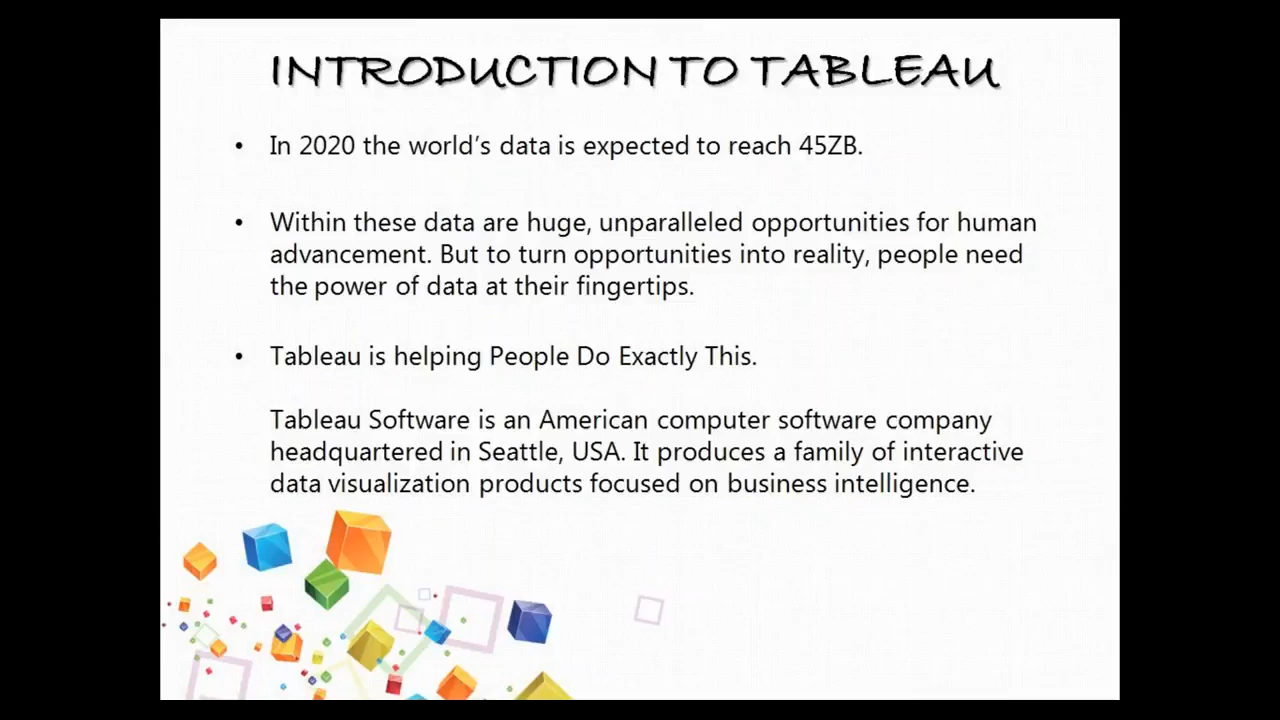 INTRODUCTION TO TABLEAU
• In 2020 the world's data is expected to reach 45ZB.
• Within these data are huge, unparalleled opportunities for human
advancement. But to turn opportunities into reality, people need
the power of data at their fingertips.
• Tableau is helping People Do Exactly This.
Tableau Software is an American computer software company
headquartered in Seattle, USA. It produces a family of interactive
data visualization products focused on business intelligence.